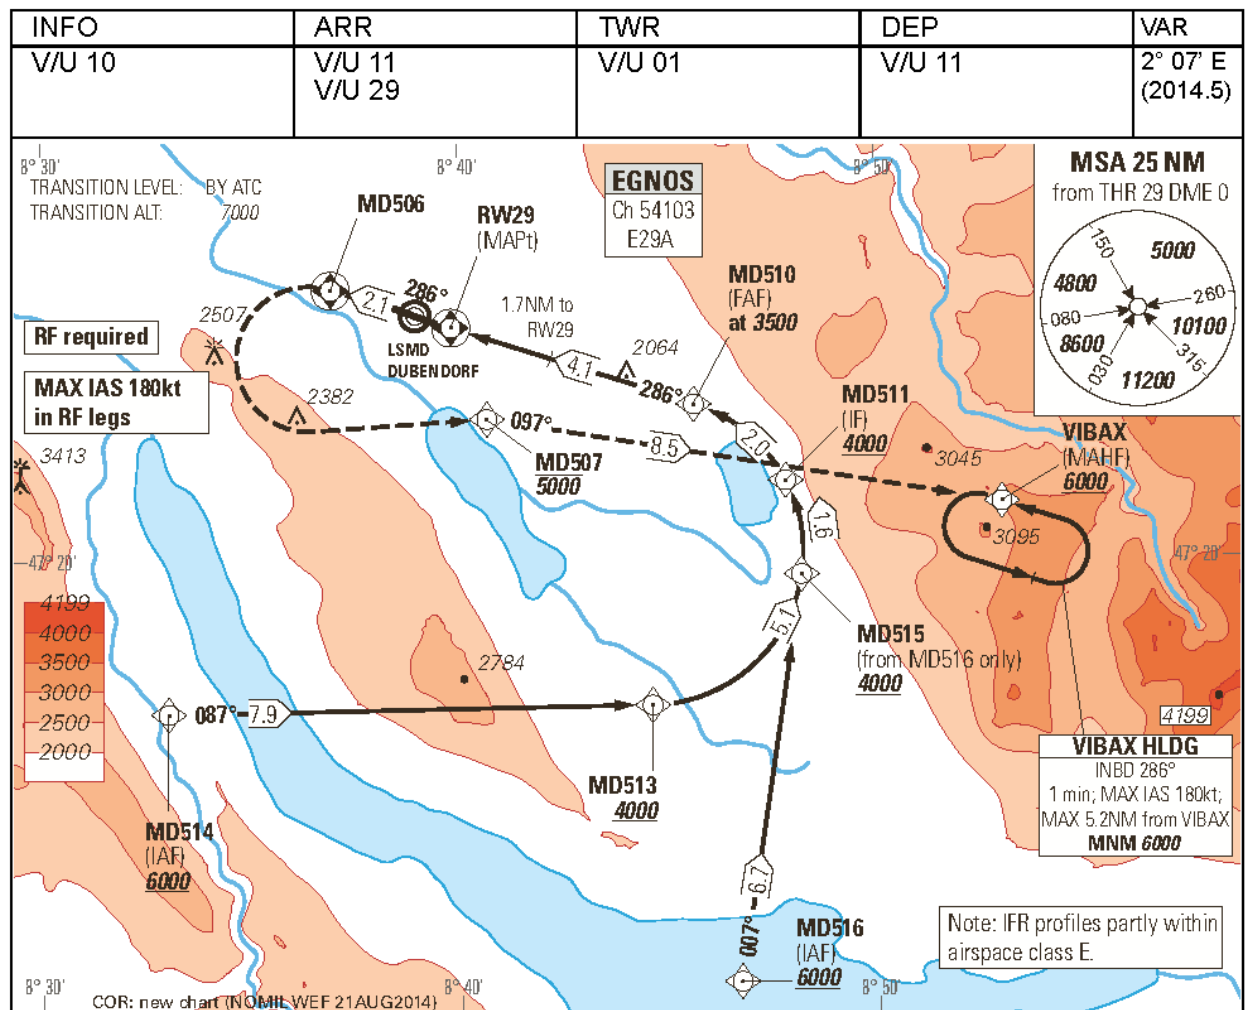 INFO
ARR
TWR
DEP
VAR
V/U 10
V/U 11
V/U 29
V/U 01
V/U 11
2° 07' E
(2014.5)
8° 30'
8° 40'
8° 50'
TRANSITION LEVEL: BY ATC
TRANSITION ALT: 7000
MD506
RW29
(MAPt)
EGNOS
Ch 54103
E29A
MSA 25 NM
from THR 29 DME 0
150
5000
4800
260
080
10100
8600
315
030
11200
MD510
(FAF)
at 3500
286°
2.1
1.7NM to
RW29
2507
RF required
LSMD
DUBENDORF
4.1
2064
286°
MAX IAS 180kt
in RF legs
2382
MD511
(IF)
4000
097°
8.5
2.0
VIBAX
(MAHF)
6000
3413
MD507
5000
3045
1.6
3095
47° 20'
47° 20'
4199
4000
3500
3000
2500
2000
5.1
MD515
(from MD516 only)
4000
2784
087°
7.9
4199
MD513
4000
VIBAX HLDG
INBD 286°
1 min; MAX IAS 180kt;
MAX 5.2NM from VIBAX
MNM 6000
MD514
(IAF)
6000
6.7
007°
MD516
(IAF)
6000
Note: IFR profiles partly within
airspace class E.
8° 30'
8° 40'
8° 50'
COR: new chart (NOMIL WEF 21AUG2014)